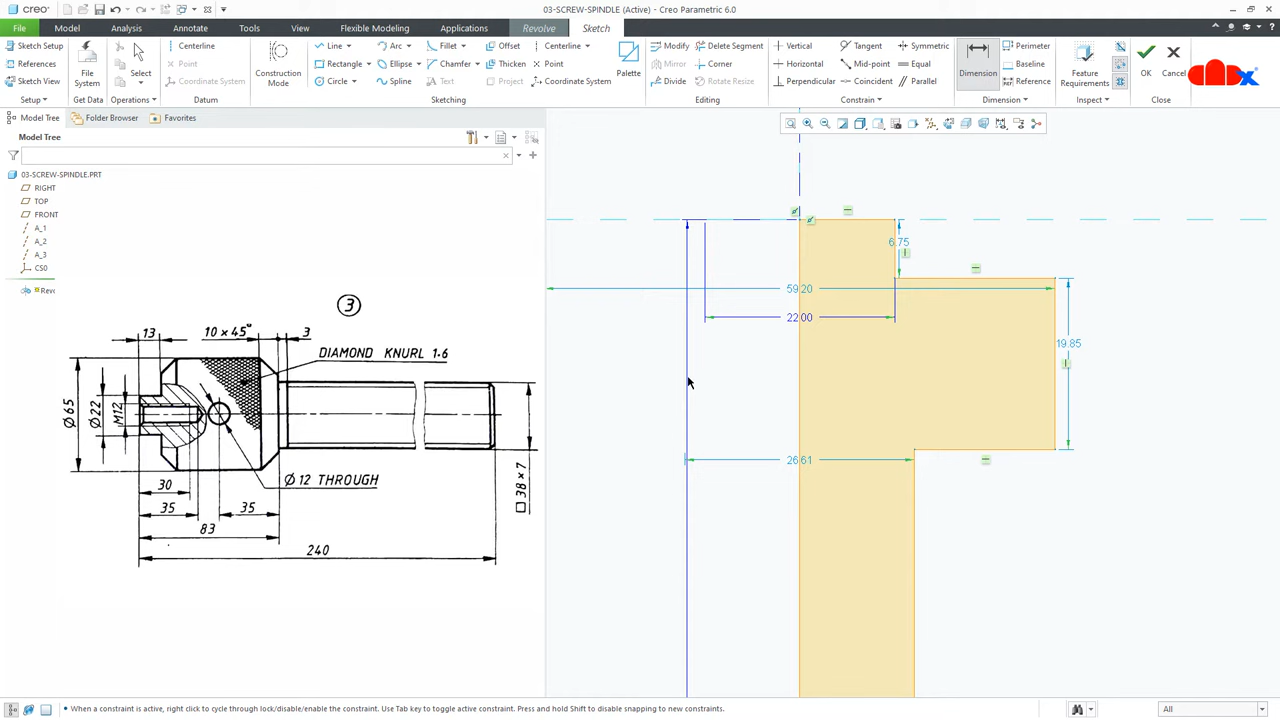 creo
03-SCREW-SPINDLE (Active) - Creo Parametric 6.0
File Model Analysis Annotate Tools View Flexible Modeling Applications Revolve Sketch
Sketch Setup
References
Sketch View
Setup
File System
Get Data
Select
Operations
Centerline
Point
Coordinate System
Datum
Construction Mode
Line Arc Fillet Offset Centerline
Rectangle Ellipse Chamfer Thicken Point
Circle Spline Text Project Coordinate System
Sketching
Palette
Modify Delete Segment
Mirror Corner
Divide Rotate Resize
Editing
Vertical Tangent Symmetric
Horizontal Mid-point Equal
Perpendicular Coincident Parallel
Constrain
Dimension
Perimeter
Baseline
Reference
Dimension
Feature Requirements
Inspect
OK
Cancel
Close
Model Tree Folder Browser Favorites
Model Tree
03-SCREW-SPINDLE.PRT
RIGHT
TOP
FRONT
A_1
A_2
A_3
CS0
Revo
3
13 10 × 45° 3
DIAMOND KNURL 1.6
Ø65
Ø22
M12
Ø 12 THROUGH
□ 38 × 7
30
35 35
83
240
6.75
59.20
22.00
19.85
26.61
When a constraint is active, right click to cycle through lock/disable/enable the constraint. Use Tab key to toggle active constraint. Press and hold Shift to disable snapping to new constraints.
All